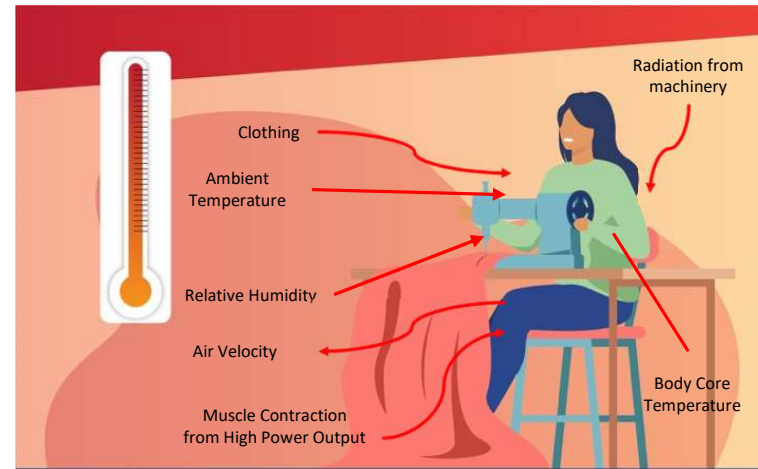 Radiation from
machinery
Clothing
Ambient
Temperature
Relative Humidity
Air Velocity
Body Core
Temperature
Muscle Contraction
from High Power Output